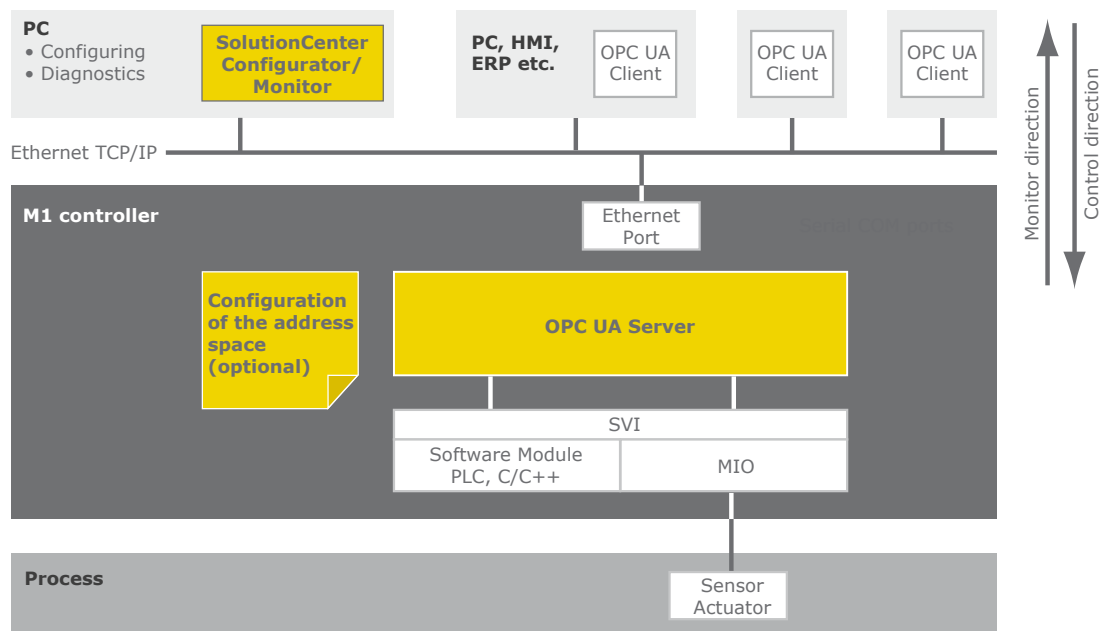 PC
• Configuring
• Diagnostics
SolutionCenter
Configurator/
Monitor
PC, HMI,
ERP etc.
OPC UA
Client
OPC UA
Client
OPC UA
Client
Monitor direction
Control direction
Ethernet TCP/IP
M1 controller
Ethernet
Port
Serial COM ports
Configuration
of the address
space
(optional)
OPC UA Server
SVI
Software Module
PLC, C/C++
MIO
Process
Sensor
Actuator